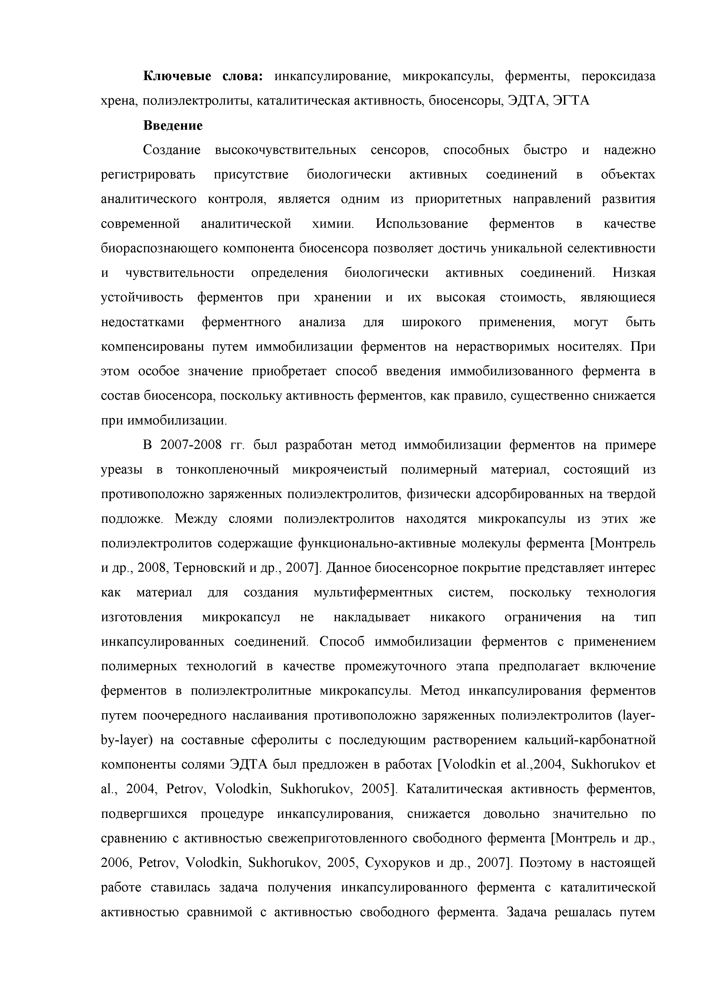 Ключевые слова: инкапсулирование, микрокапсулы, ферменты, пероксидаза
хрена, полиэлектролиты, каталитическая активность, биосенсоры, ЭДТА, ЭГТА
Введение
Создание высокочувствительных сенсоров, способных быстро и надежно
регистрировать присутствие биологически активных соединений в объектах
аналитического контроля, является одним из приоритетных направлений развития
современной аналитической химии. Использование ферментов в качестве
биораспознающего компонента биосенсора позволяет достичь уникальной селективности
и чувствительности определения биологически активных соединений. Низкая
устойчивость ферментов при хранении и их высокая стоимость, являющиеся
недостатками ферментного анализа для широкого применения, могут быть
компенсированы путем иммобилизации ферментов на нерастворимых носителях. При
этом особое значение приобретает способ введения иммобилизованного фермента в
состав биосенсора, поскольку активность ферментов, как правило, существенно снижается
при иммобилизации.
В 2007-2008 гг. был разработан метод иммобилизации ферментов на примере
уреазы в тонкопленочный микроячеистый полимерный материал, состоящий из
противоположно заряженных полиэлектролитов, физически адсорбированных на твердой
подложке. Между слоями полиэлектролитов находятся микрокапсулы из этих же
полиэлектролитов содержащие функционально-активные молекулы фермента [Монтрель
и др., 2008, Терновский и др., 2007]. Данное биосенсорное покрытие представляет интерес
как материал для создания мультиферментных систем, поскольку технология
изготовления микрокапсул не накладывает никакого ограничения на тип
инкапсулированных соединений. Способ иммобилизации ферментов с применением
полимерных технологий в качестве промежуточного этапа предполагает включение
ферментов в полиэлектролитные микрокапсулы. Метод инкапсулирования ферментов
путем поочередного наслаивания противоположно заряженных полиэлектролитов (layer-
by-layer) на составные сферолиты с последующим растворением кальций-карбонатной
компоненты солями ЭДТА был предложен в работах [Volodkin et al.,2004, Sukhorukov et
al., 2004, Petrov, Volodkin, Sukhorukov, 2005]. Каталитическая активность ферментов,
подвергшихся процедуре инкапсулирования, снижается довольно значительно по
сравнению с активностью свежеприготовленного свободного фермента [Монтрель и др.,
2006, Petrov, Volodkin, Sukhorukov, 2005, Сухоруков и др., 2007]. Поэтому в настоящей
работе ставилась задача получения инкапсулированного фермента с каталитической
активностью сравнимой с активностью свободного фермента. Задача решалась путем